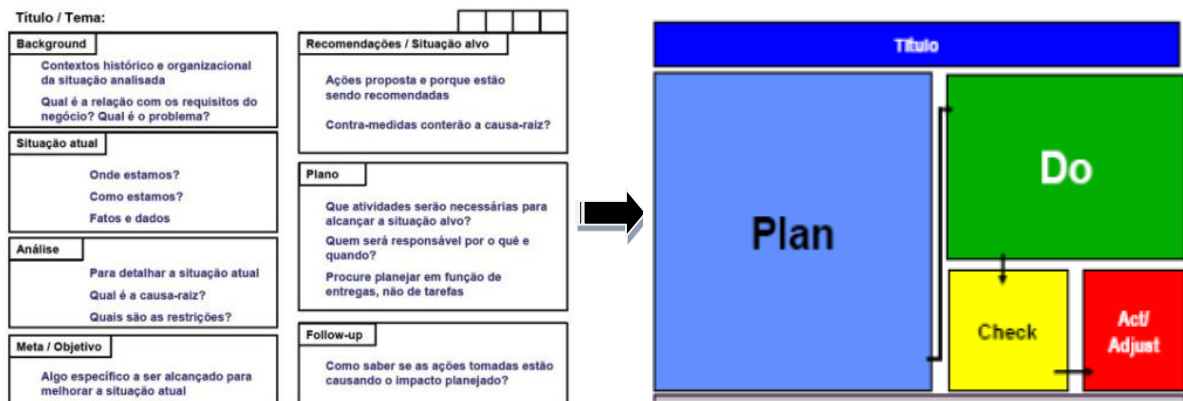 Título / Tema:
Background
Contextos histórico e organizacional
da situação analisada
Qual é a relação com os requisitos do
negócio? Qual é o problema?
Situação atual
Onde estamos?
Como estamos?
Fatos e dados
Análise
Para detalhar a situação atual
Qual é a causa-raiz?
Quais são as restrições?
Meta / Objetivo
Algo específico a ser alcançado para
melhorar a situação atual
Recomendações / Situação alvo
Ações proposta e porque estão
sendo recomendadas
Contra-medidas conterão a causa-raiz?
Plano
Que atividades serão necessárias para
alcançar a situação alvo?
Quem será responsável por o quê e
quando?
Procure planejar em função de
entregas, não de tarefas
Follow-up
Como saber se as ações tomadas estão
causando o impacto planejado?
Título
Plan
Do
Check
Act/
Adjust